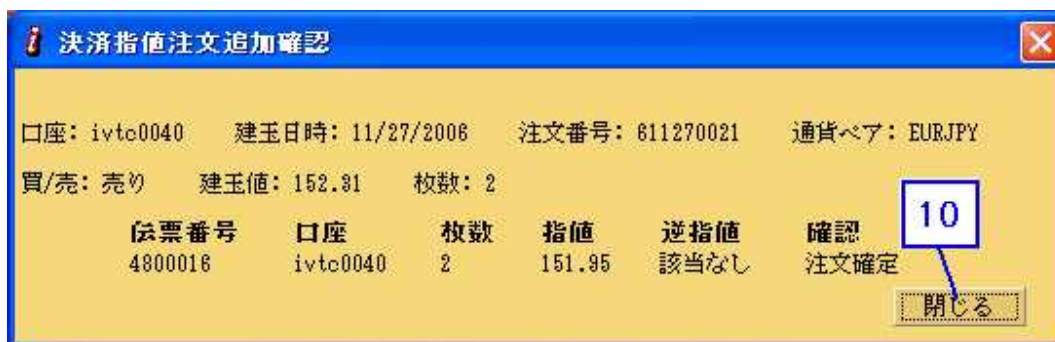 決済指値注文追加確認
口座: ivtc0040 建玉日時: 11/27/2006 注文番号: 611270021 通貨ペア: EURJPY
買/売: 売り 建玉値: 152.31 枚数: 2
伝票番号 口座 枚数 指値 逆指値 確認
4800016 ivtc0040 2 151.95 該当なし 注文確定
10
閉じる